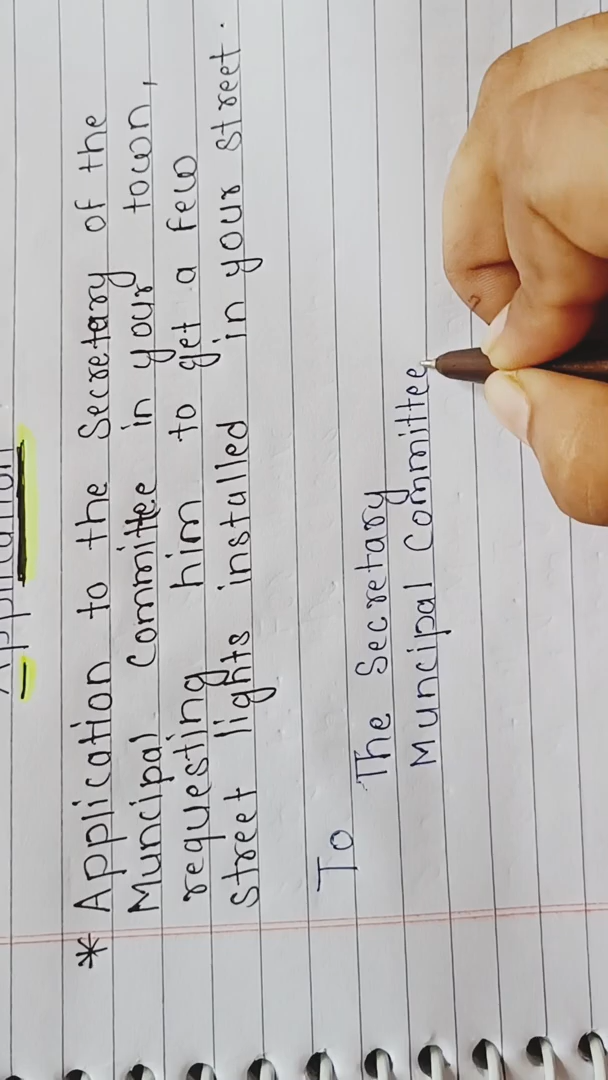 Application
* Application to the Secretary of the
Muncipal Committee in your town,
requesting him to get a few
street lights installed in your street.
To
The Secretary
Muncipal Committee